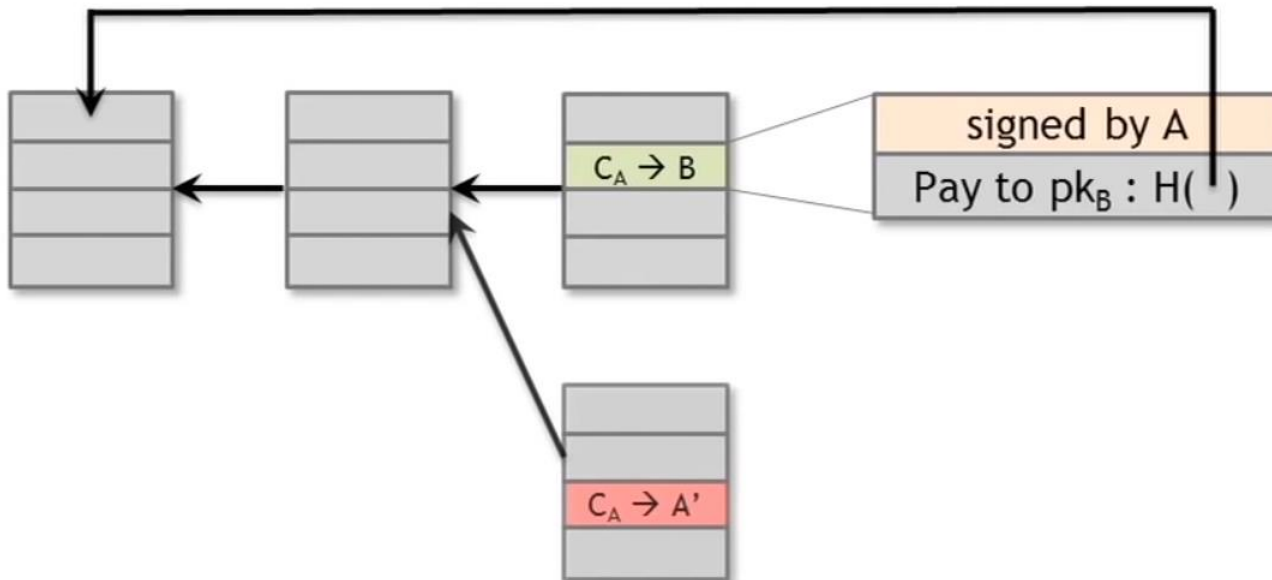 C_A → B
signed by A
Pay to pk_B : H( )
C_A → A’